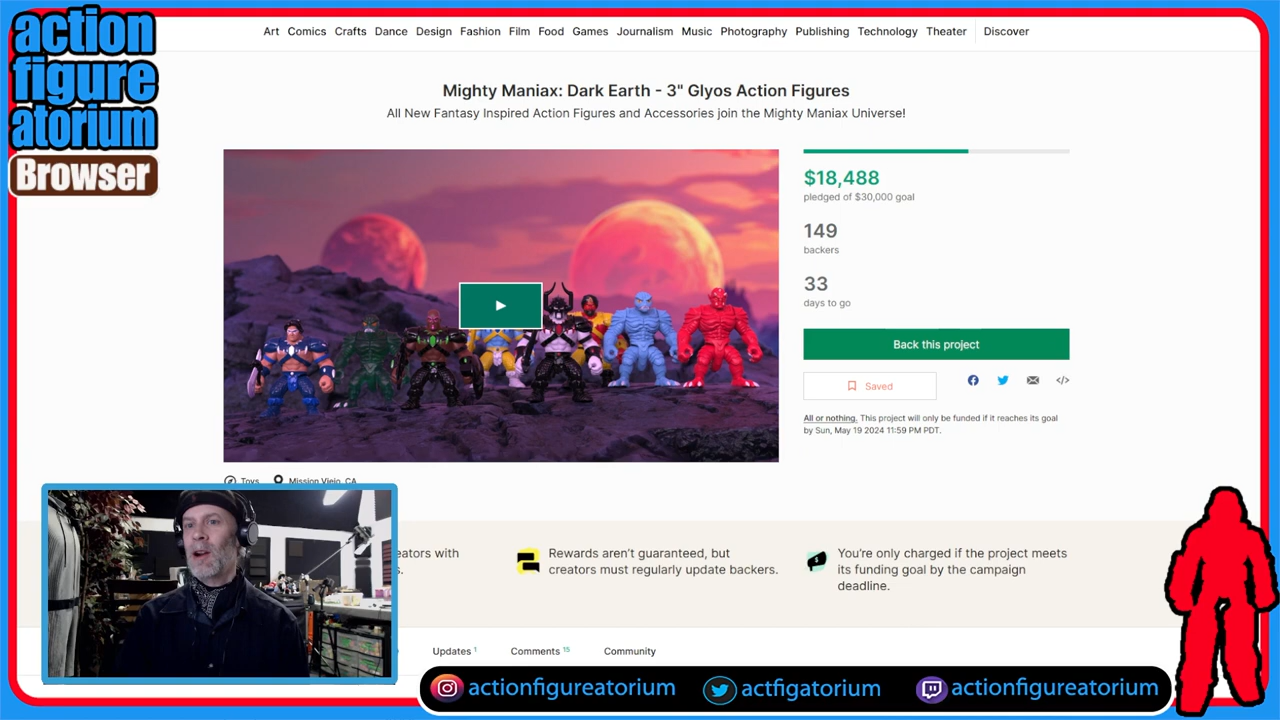 action
figure
atorium
Browser
Art Comics Crafts Dance Design Fashion Film Food Games Journalism Music Photography Publishing Technology Theater Discover
Mighty Maniax: Dark Earth - 3" Glyos Action Figures
All New Fantasy Inspired Action Figures and Accessories join the Mighty Maniax Universe!
$18,488
pledged of $30,000 goal
149
backers
33
days to go
Back this project
Saved
All or nothing. This project will only be funded if it reaches its goal
by Sun, May 19 2024 11:59 PM PDT.
Toys Mission Viejo, CA
eators with
s.
Rewards aren't guaranteed, but
creators must regularly update backers.
You're only charged if the project meets
its funding goal by the campaign
deadline.
Updates 1 Comments 15 Community
actionfigureatorium actfigatorium actionfigureatorium